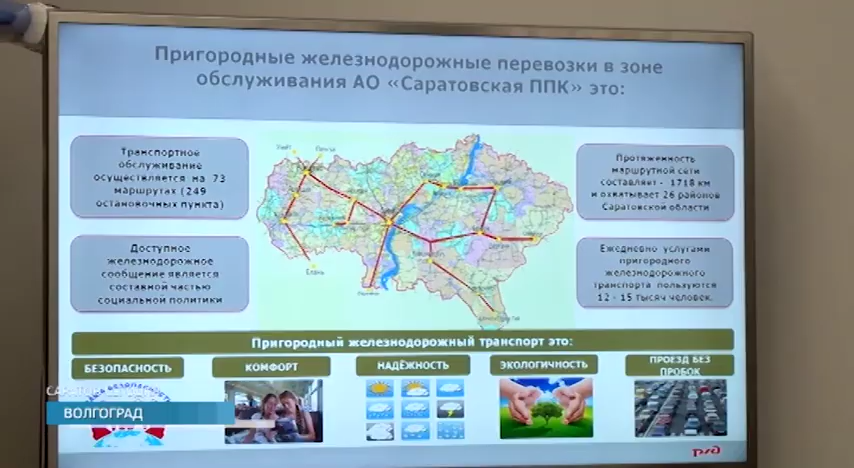 Пригородные железнодорожные перевозки в зоне
обслуживания АО «Саратовская ППК» это:
Транспортное
обслуживание
осуществляется на 73
маршрутах (249
остановочных пункта)
Доступное
железнодорожное
сообщение является
составной частью
социальной политики
Протяженность
маршрутной сети
составляет - 1718 км
и охватывает 26 районов
Саратовской области
Ежедневно услугами
пригородного
железнодорожного
транспорта пользуются
12 - 15 тысяч человек.
Пенза
Елань
Пригородный железнодорожный транспорт это:
БЕЗОПАСНОСТЬ
КОМФОРТ
НАДЁЖНОСТЬ
ЭКОЛОГИЧНОСТЬ
ПРОЕЗД БЕЗ
ПРОБОК
ВОЛГОГРАД
РЖД